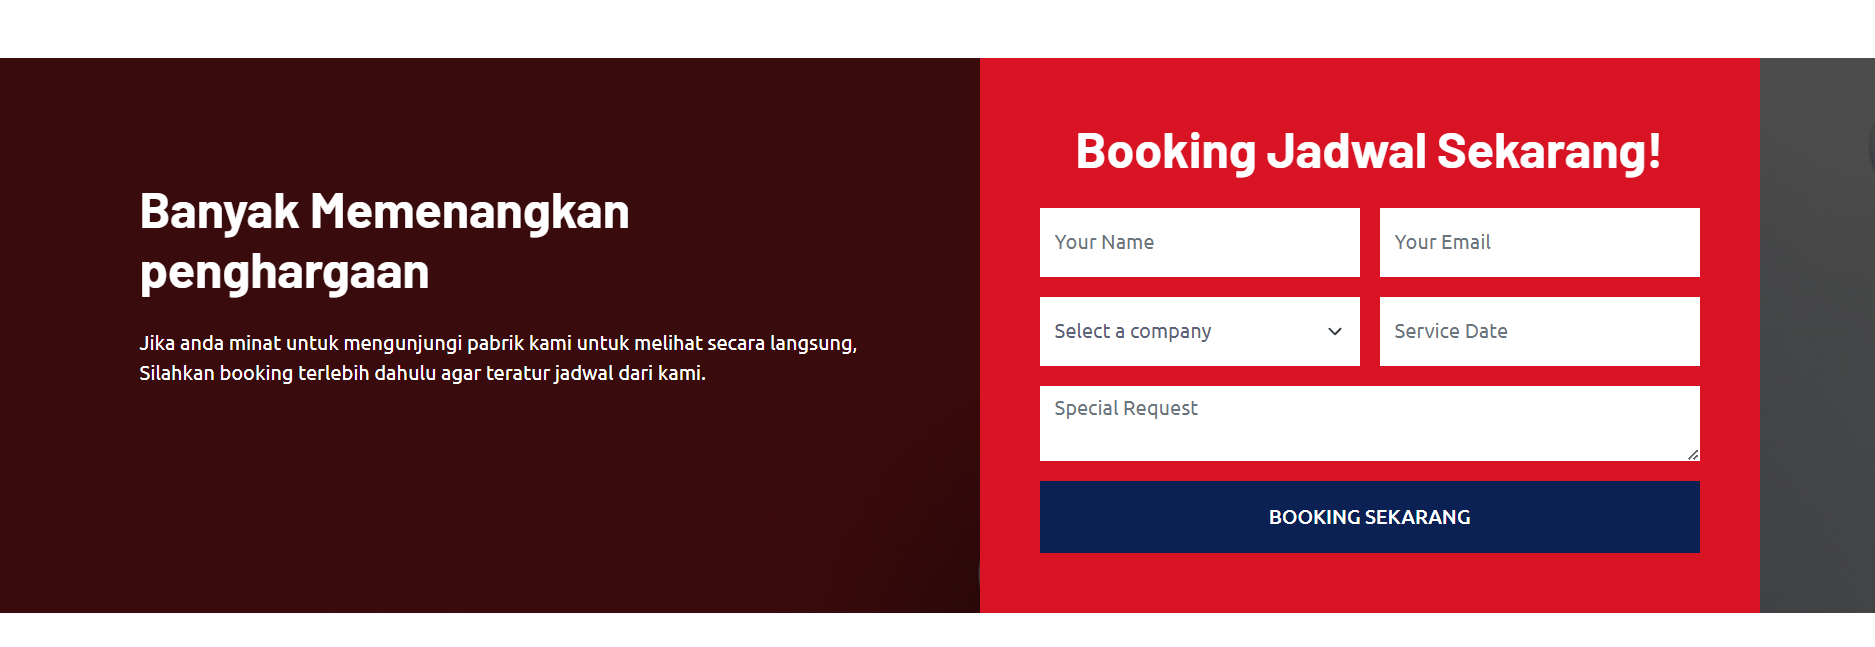 Banyak Memenangkan
penghargaan
Jika anda minat untuk mengunjungi pabrik kami untuk melihat secara langsung,
Silahkan booking terlebih dahulu agar teratur jadwal dari kami.
Booking Jadwal Sekarang!
Your Name
Your Email
Select a company
Service Date
Special Request
BOOKING SEKARANG